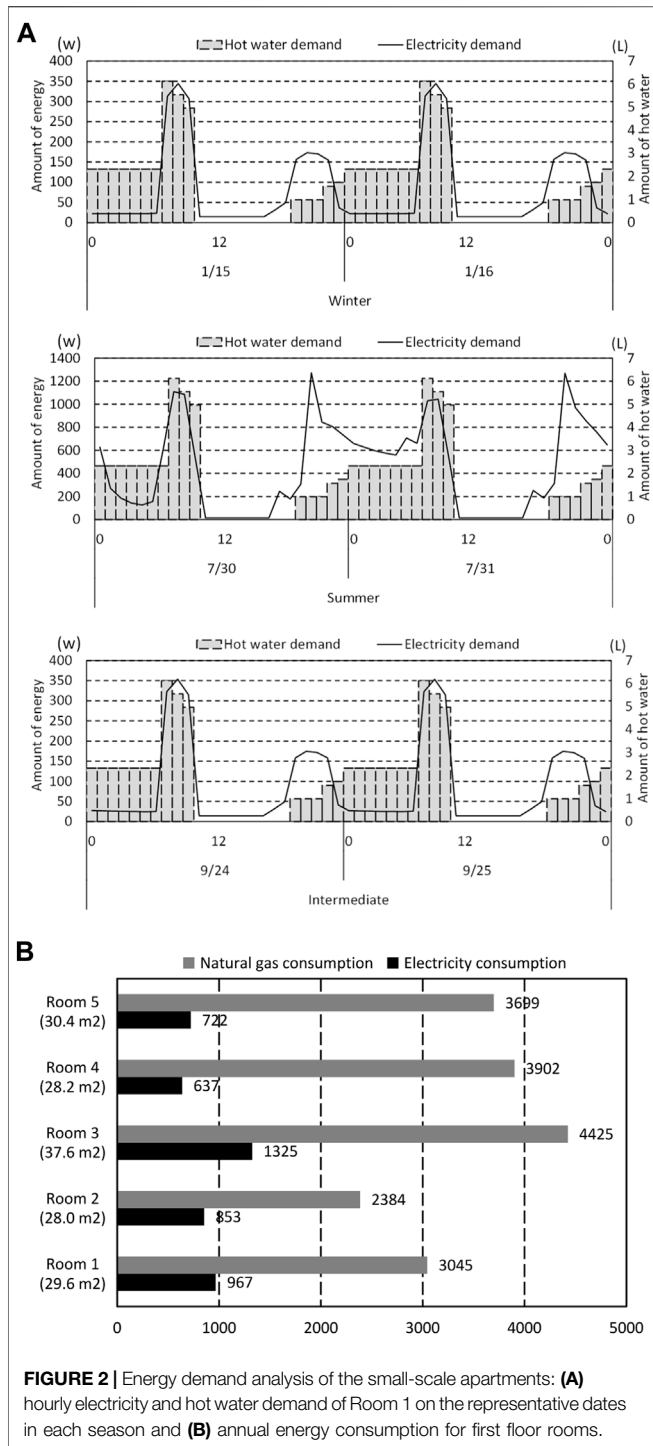 A
(w)
Hot water demand
Electricity demand
(L)
Amount of energy
400
350
300
250
200
150
100
50
0
7
6
5
4
3
2
1
0
Amount of hot water
0 12 0 12 0
1/15 1/16
Winter
(w)
Hot water demand
Electricity demand
(L)
Amount of energy
1400
1200
1000
800
600
400
200
0
7
6
5
4
3
2
1
0
Amount of hot water
0 12 0 12 0
7/30 7/31
Summer
(w)
Hot water demand
Electricity demand
(L)
Amount of energy
400
350
300
250
200
150
100
50
0
7
6
5
4
3
2
1
0
Amount of hot water
0 12 0 12 0
9/24 9/25
Intermediate
B
Natural gas consumption
Electricity consumption
Room 5
(30.4 m2)
3699
722
Room 4
(28.2 m2)
3902
637
Room 3
(37.6 m2)
4425
1325
Room 2
(28.0 m2)
2384
853
Room 1
(29.6 m2)
3045
967
0 1000 2000 3000 4000 5000
FIGURE 2 | Energy demand analysis of the small-scale apartments: (A)
hourly electricity and hot water demand of Room 1 on the representative dates
in each season and (B) annual energy consumption for first floor rooms.